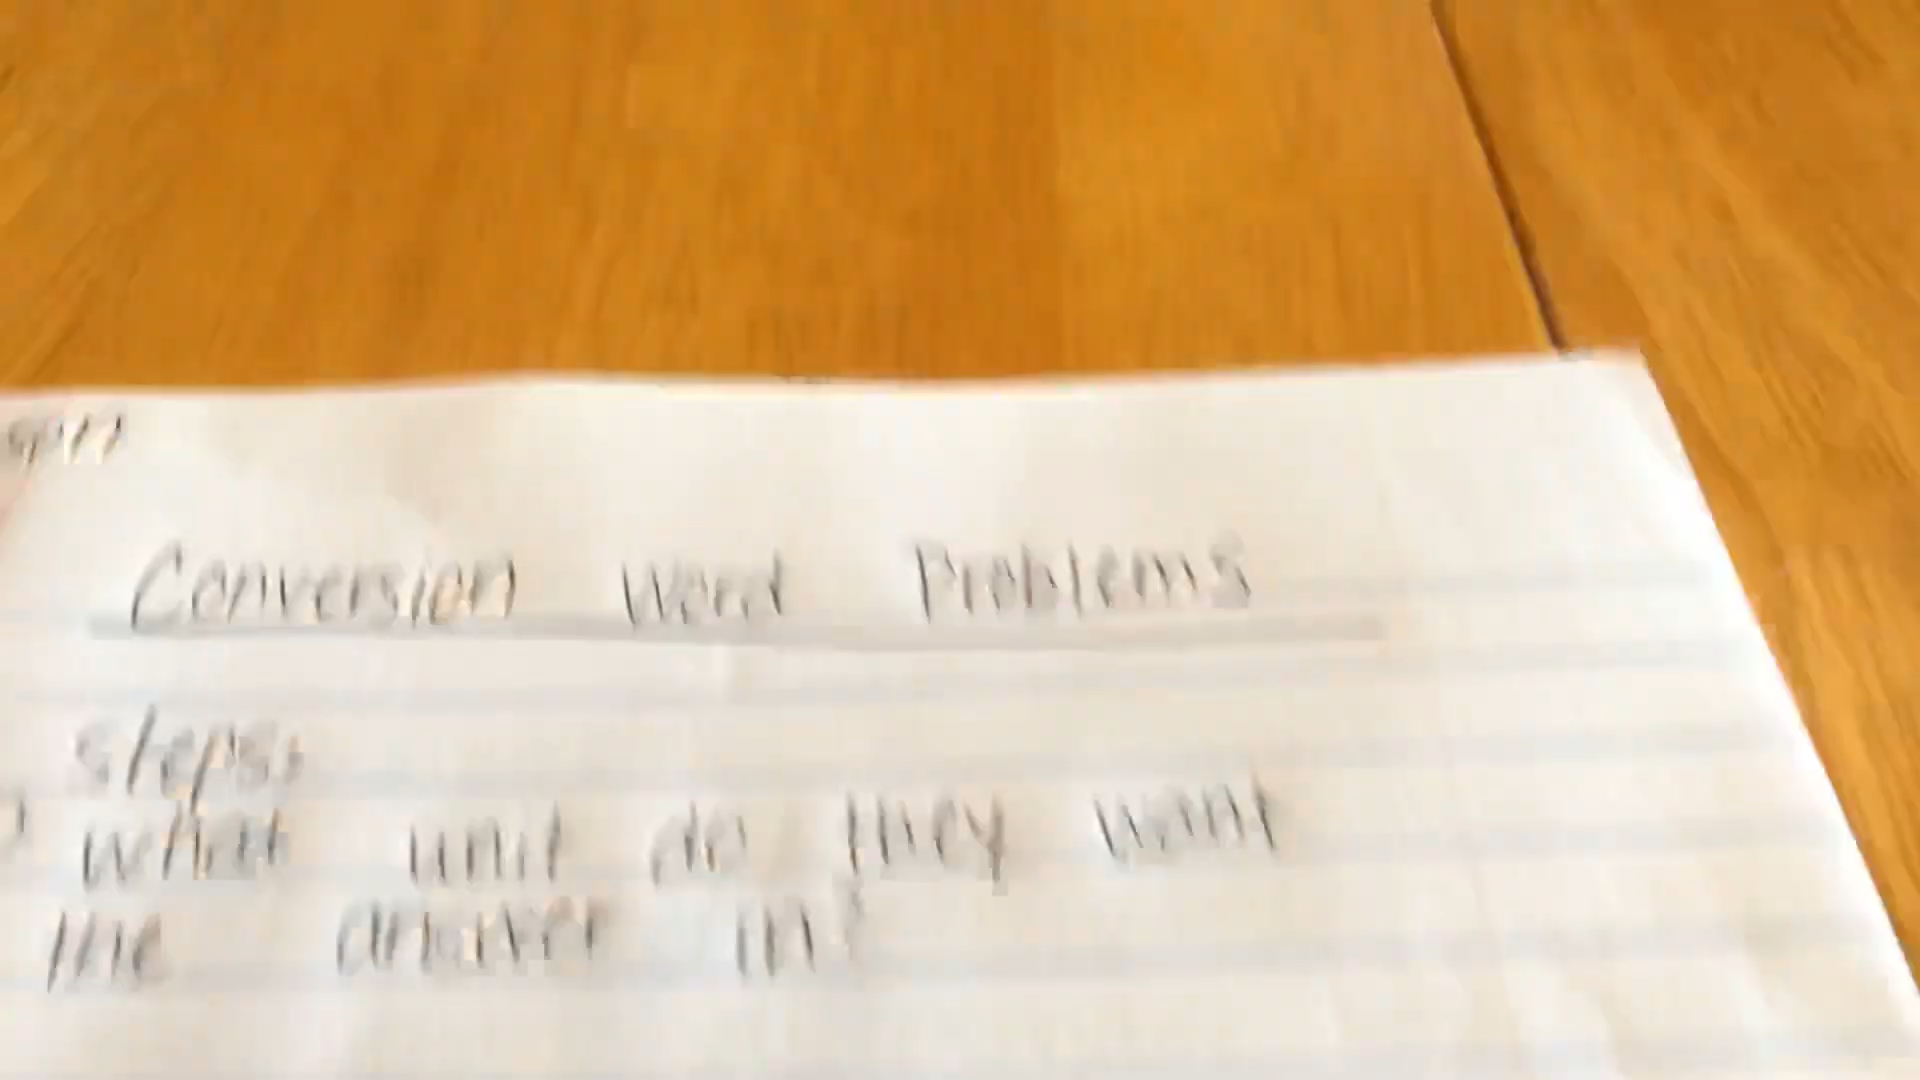 Conversion Word Problems
steps:
what unit do they want
the answer in?